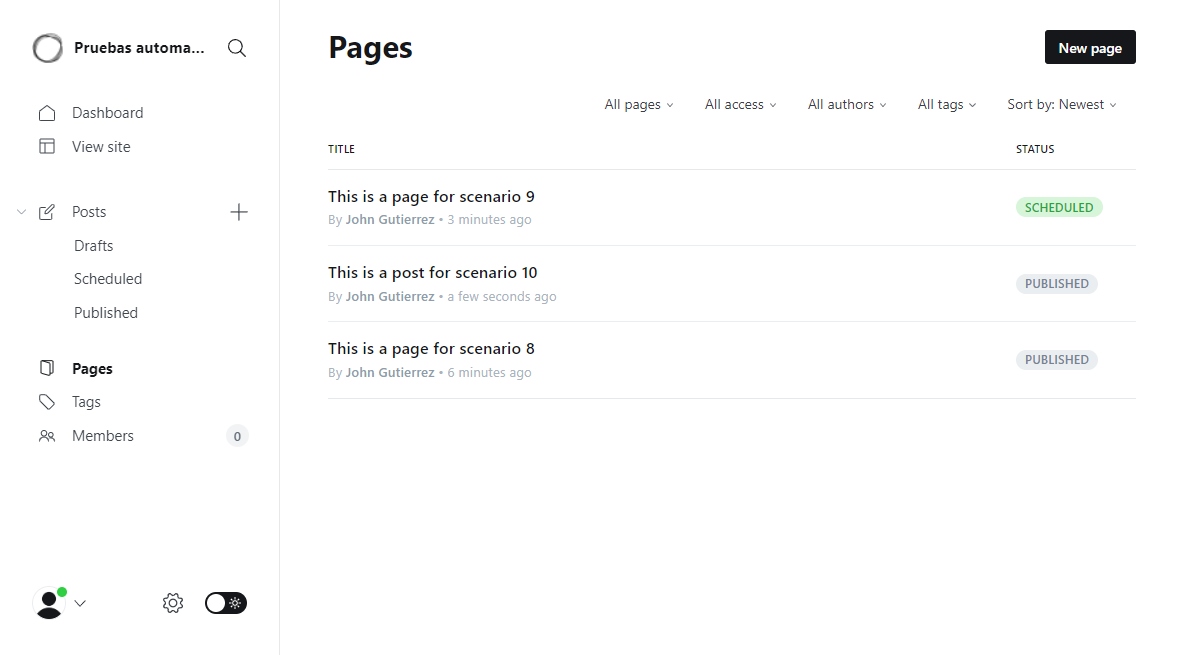 Pruebas automa...
Dashboard
View site
Posts
Drafts
Scheduled
Published
Pages
Tags
Members 0
Pages
New page
All pages All access All authors All tags Sort by: Newest
TITLE STATUS
This is a page for scenario 9
SCHEDULED
By John Gutierrez • 3 minutes ago
This is a post for scenario 10
PUBLISHED
By John Gutierrez • a few seconds ago
This is a page for scenario 8
PUBLISHED
By John Gutierrez • 6 minutes ago